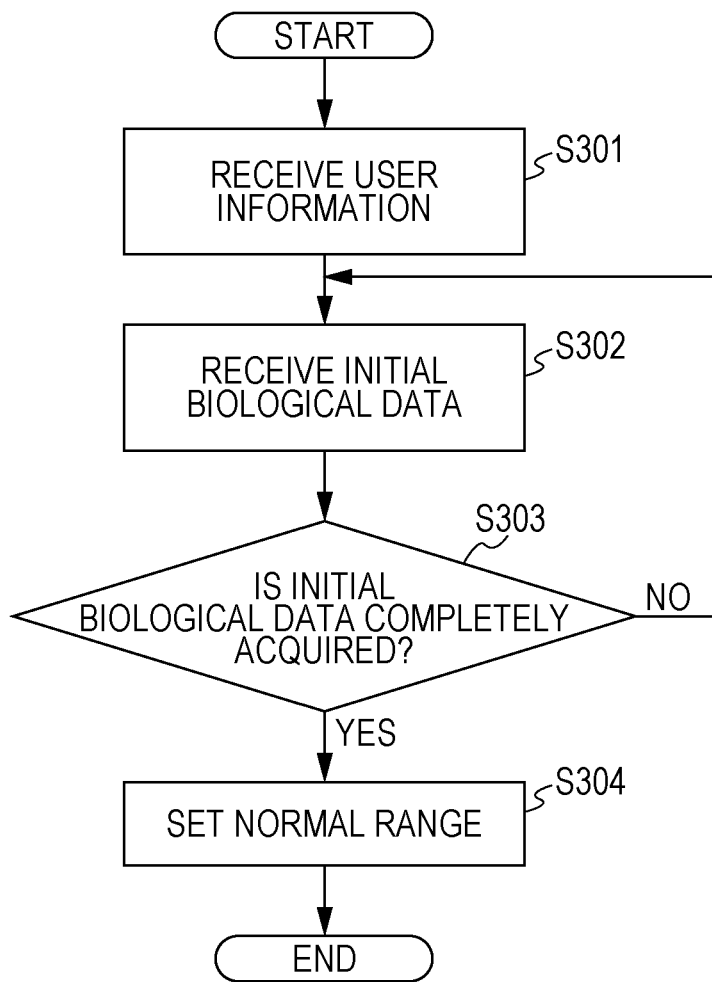 START
S301
RECEIVE USER
INFORMATION
S302
RECEIVE INITIAL
BIOLOGICAL DATA
S303
IS INITIAL
BIOLOGICAL DATA COMPLETELY
ACQUIRED?
NO
YES
S304
SET NORMAL RANGE
END